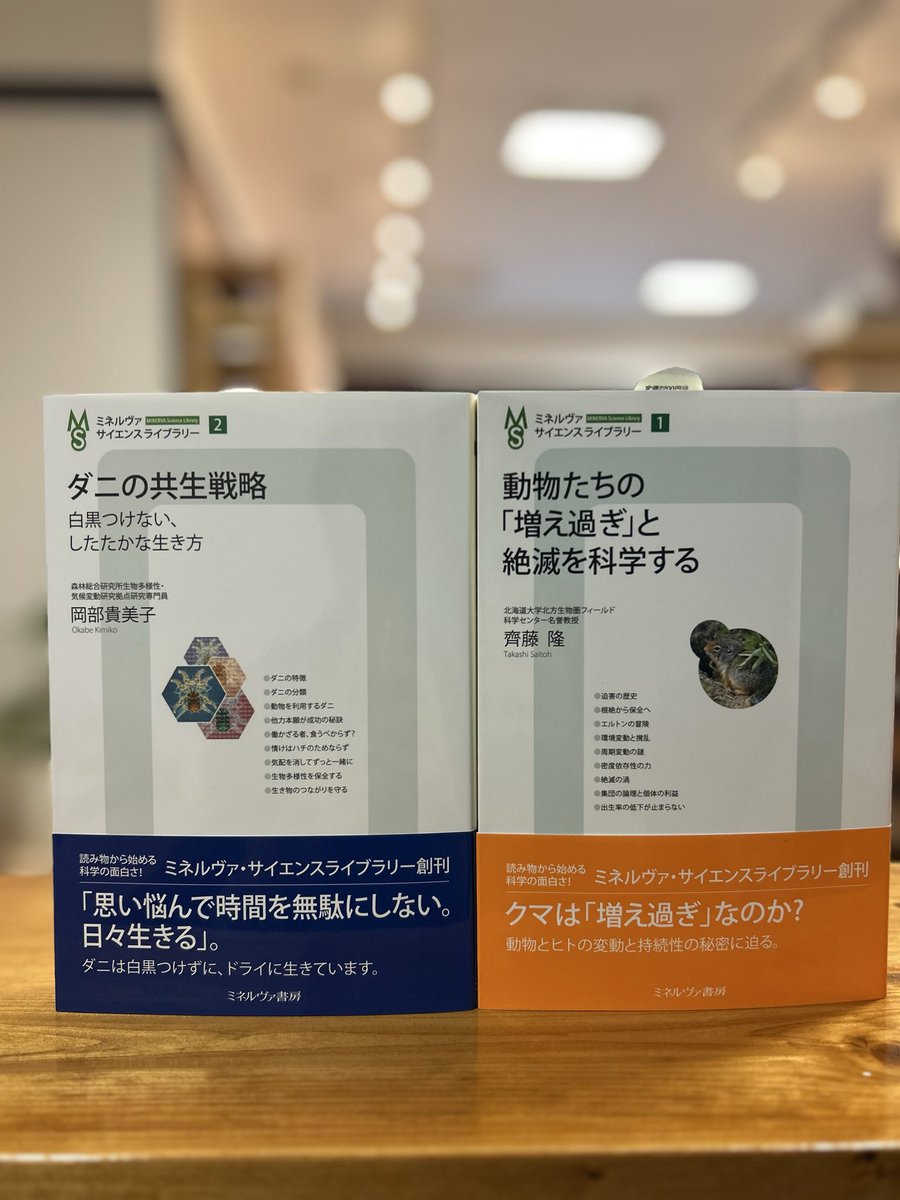 MS
ミネルヴァ MINERVA Science Library
サイエンスライブラリー 2
ダニの共生戦略
白黒つけない、
したたかな生き方
森林総合研究所生物多様性・
気候変動研究拠点研究専門員
岡部貴美子
Okabe Kimiko
●ダニの特徴
●ダニの分類
●動物を利用するダニ
●他力本願が成功の秘訣
●働かざる者、食うべからず?
●情けはハチのためならず
●気配を消してずっと一緒に
●生物多様性を保全する
●生き物のつながりを守る
読み物から始める
科学の面白さ!
ミネルヴァ・サイエンスライブラリー創刊
「思い悩んで時間を無駄にしない。
日々生きる」。
ダニは白黒つけずに、ドライに生きています。
ミネルヴァ書房
定価2200円
MS
ミネルヴァ MINERVA Science Library
サイエンスライブラリー 1
動物たちの
「増え過ぎ」と
絶滅を科学する
北海道大学北方生物圏フィールド
科学センター名誉教授
齊藤 隆
Takashi Saitoh
●迫害の歴史
●根絶から保全へ
●エルトンの冒険
●環境変動と撹乱
●周期変動の謎
●密度依存性の力
●絶滅の渦
●集団の論理と個体の利益
●出生率の低下が止まらない
読み物から始める
科学の面白さ!
ミネルヴァ・サイエンスライブラリー創刊
クマは「増え過ぎ」なのか?
動物とヒトの変動と持続性の秘密に迫る。
ミネルヴァ書房